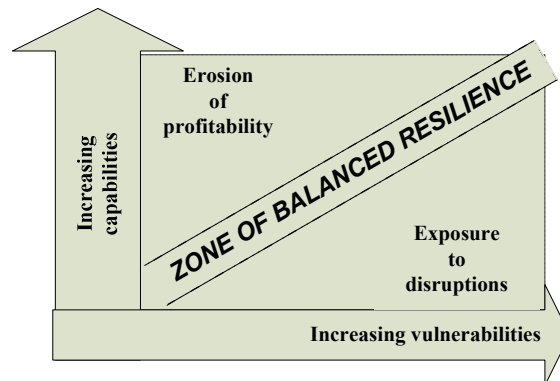 Erosion
of
profitability
Increasing
capabilities
ZONE OF BALANCED RESILIENCE
Exposure
to
disruptions
Increasing vulnerabilities